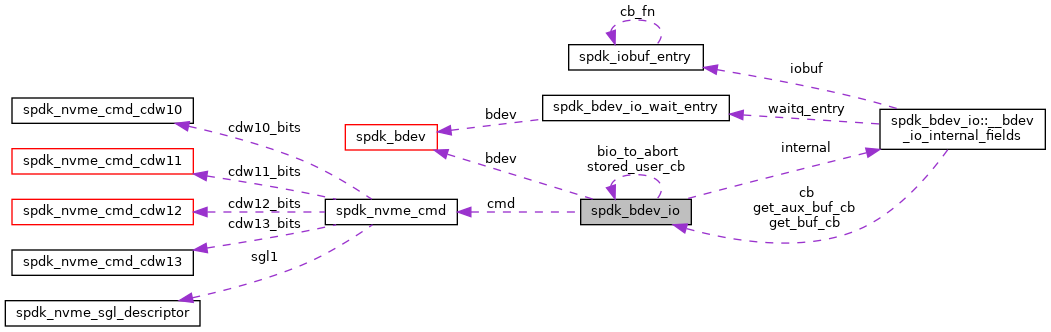 cb_fn
spdk_iobuf_entry
iobuf
spdk_nvme_cmd_cdw10
spdk_bdev_io_wait_entry
waitq_entry
bdev
spdk_bdev_io::__bdev
_io_internal_fields
cdw10_bits
spdk_bdev
bio_to_abort
stored_user_cb
internal
spdk_nvme_cmd_cdw11
bdev
cdw11_bits
cb
get_aux_buf_cb
get_buf_cb
spdk_nvme_cmd_cdw12
cdw12_bits
spdk_nvme_cmd
cmd
spdk_bdev_io
cdw13_bits
spdk_nvme_cmd_cdw13
sgl1
spdk_nvme_sgl_descriptor